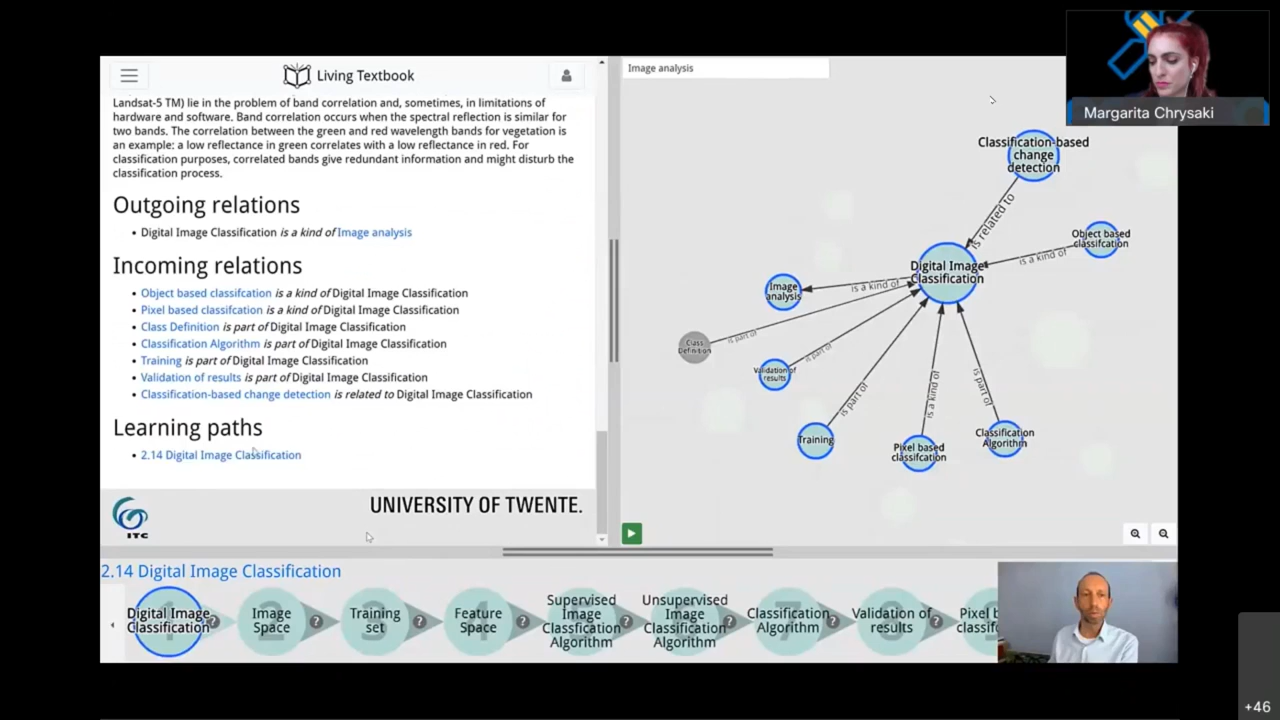 Living Textbook
Landsat-5 TM) lie in the problem of band correlation and, sometimes, in limitations of
hardware and software. Band correlation occurs when the spectral reflection is similar for
two bands. The correlation between the green and red wavelength bands for vegetation is
an example: a low reflectance in green correlates with a low reflectance in red. For
classification purposes, correlated bands give redundant information and might disturb the
classification process.
Outgoing relations
• Digital Image Classification is a kind of Image analysis
Incoming relations
• Object based classifcation is a kind of Digital Image Classification
• Pixel based classifcation is a kind of Digital Image Classification
• Class Definition is part of Digital Image Classification
• Classification Algorithm is part of Digital Image Classification
• Training is part of Digital Image Classification
• Validation of results is part of Digital Image Classification
• Classification-based change detection is related to Digital Image Classification
Learning paths
• 2.14 Digital Image Classification
ITC
UNIVERSITY OF TWENTE.
Image analysis
Margarita Chrysaki
Classification-based
change
detection
is related to
Object based
classifcation
is a kind of
Digital Image
Classification
Image
analysis
is a kind of
Class
Definition
is part of
Validation of
results
is part of
Training
is part of
Pixel based
classifcation
is a kind of
Classification
Algorithm
is part of
2.14 Digital Image Classification
Digital Image
Classification
?
Image
Space
?
Training
set
?
Feature
Space
?
Supervised
Image
Classfication
Algorithm
?
Unsupervised
Image
Classification
Algorithm
?
Classification
Algorithm
?
Validation of
results
?
Pixel b
classifc
+46